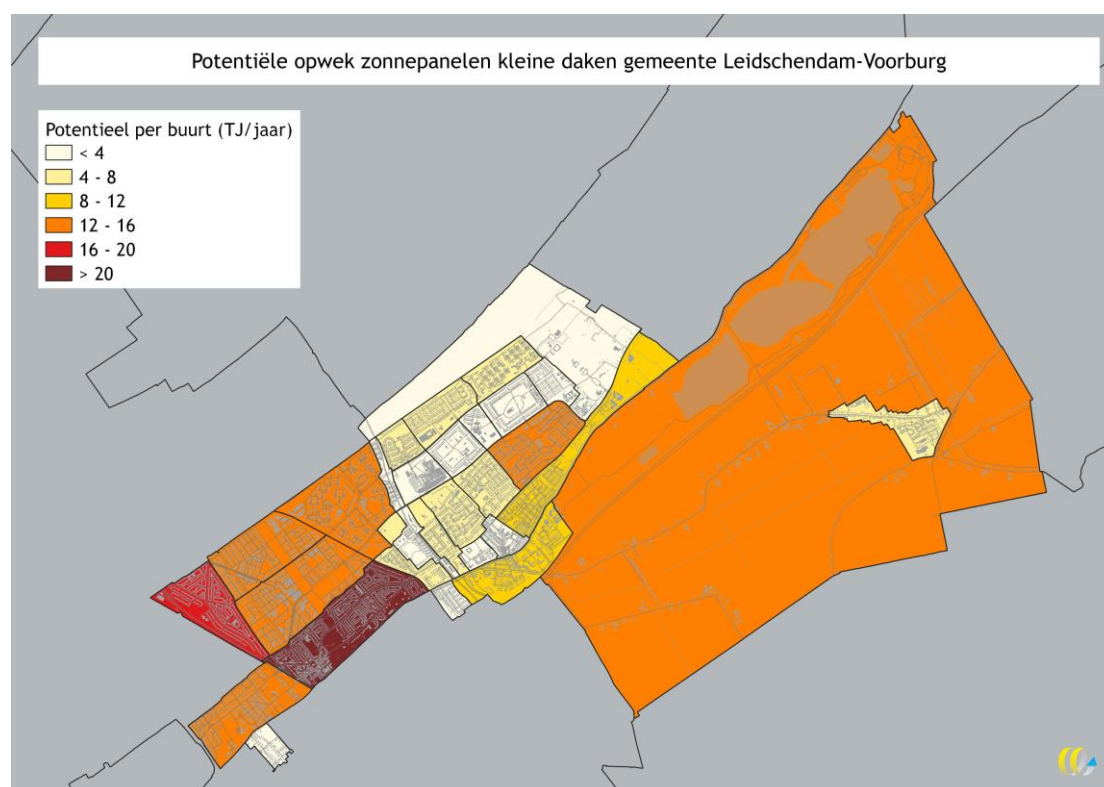 Potentiële opwek zonnepanelen kleine daken gemeente Leidschendam-Voorburg
Potentieel per buurt (TJ/jaar)
< 4
4 - 8
8 - 12
12 - 16
16 - 20
> 20